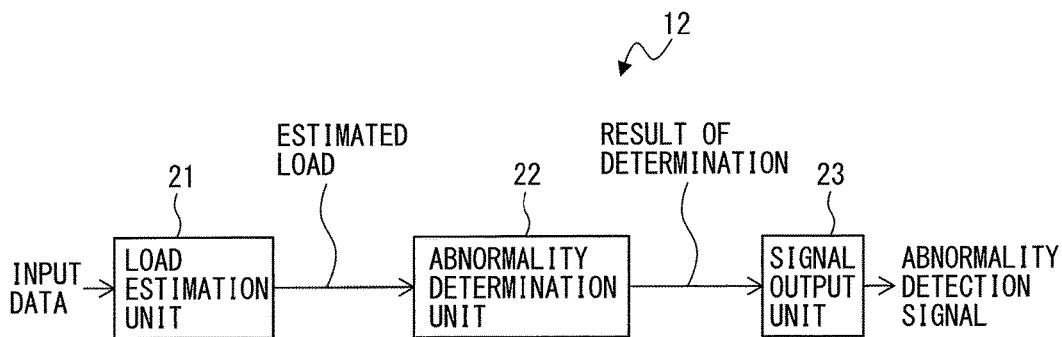 12
ESTIMATED
LOAD
RESULT OF
DETERMINATION
21
22
23
INPUT
DATA
LOAD
ESTIMATION
UNIT
ABNORMALITY
DETERMINATION
UNIT
SIGNAL
OUTPUT
UNIT
ABNORMALITY
DETECTION
SIGNAL